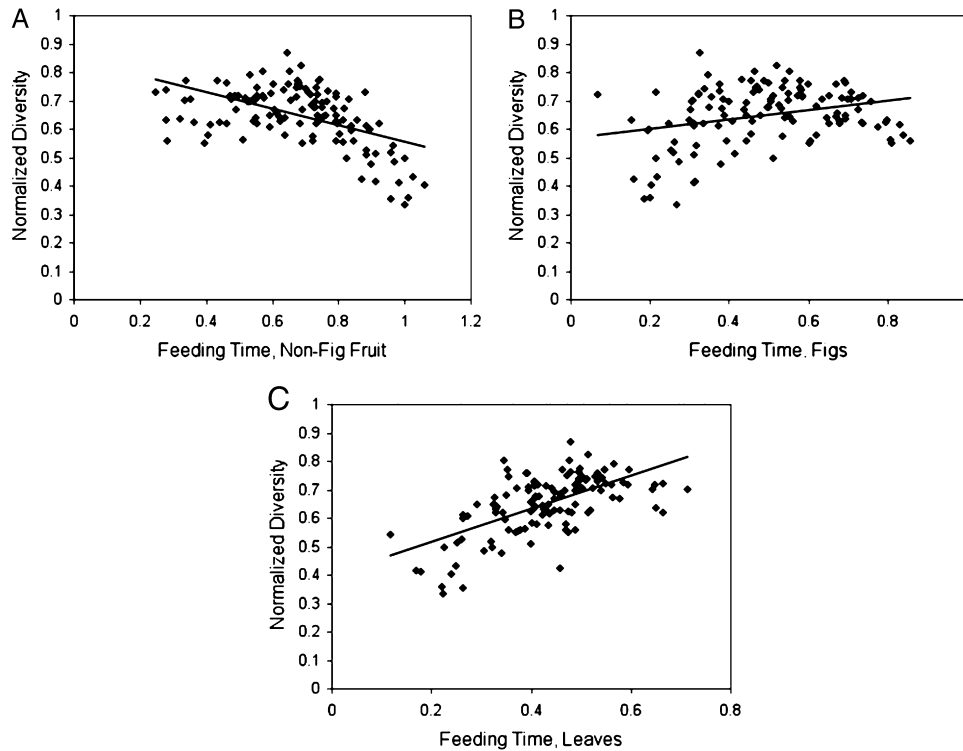 A
1
0.9
0.8
0.7
0.6
0.5
0.4
0.3
0.2
0.1
0
Normalized Diversity
0 0.2 0.4 0.6 0.8 1 1.2
Feeding Time, Non-Fig Fruit
B
1
0.9
0.8
0.7
0.6
0.5
0.4
0.3
0.2
0.1
0
Normalized Diversity
0 0.2 0.4 0.6 0.8
Feeding Time. Figs
C
1
0.9
0.8
0.7
0.6
0.5
0.4
0.3
0.2
0.1
0
Normalized Diversity
0 0.2 0.4 0.6 0.8
Feeding Time, Leaves